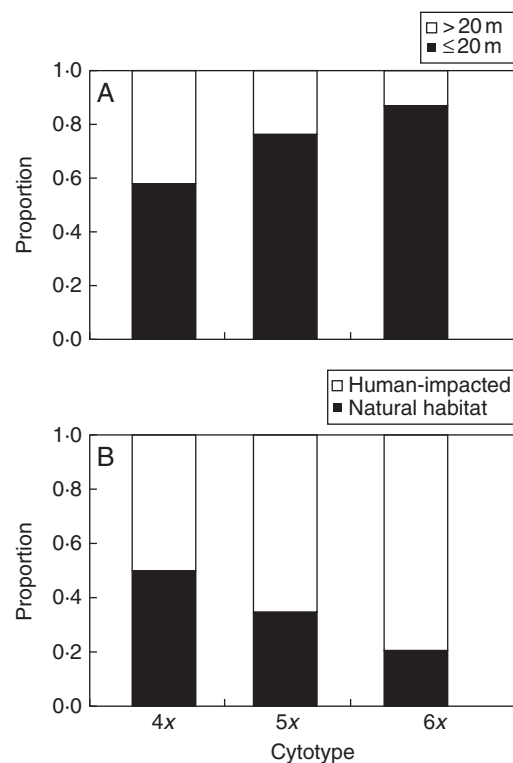 > 20 m
≤ 20 m
A
1·0
0·8
0·6
0·4
0·2
0·0
Proportion
Human-impacted
Natural habitat
B
1·0
0·8
0·6
0·4
0·2
0·0
Proportion
4x 5x 6x
Cytotype